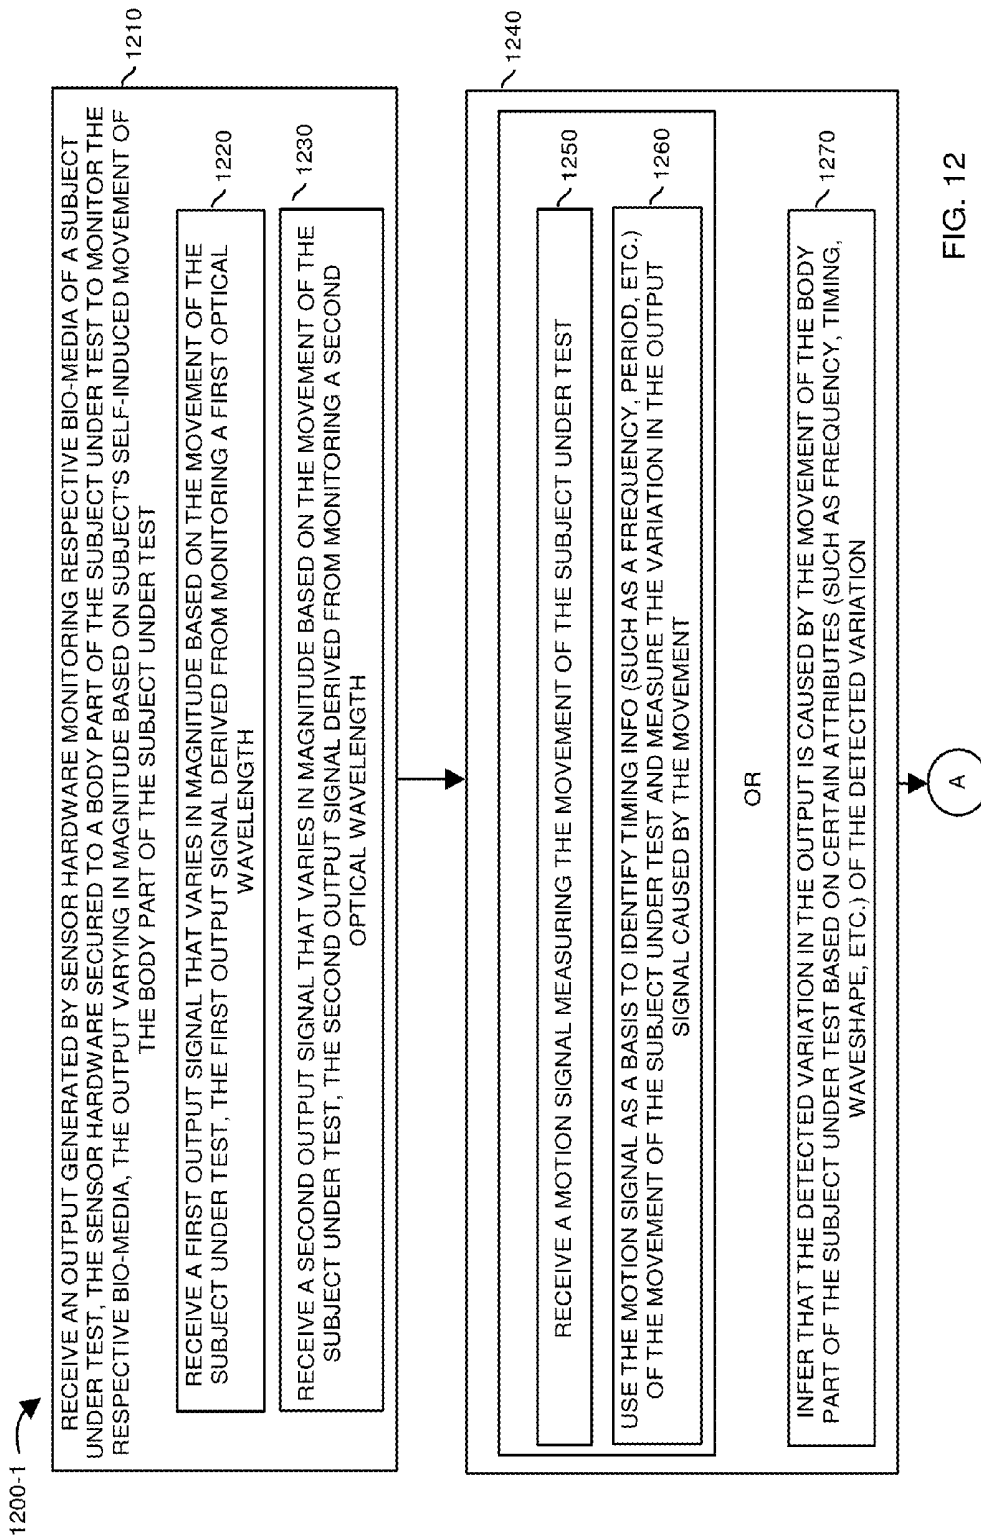 1200-1
1210
RECEIVE AN OUTPUT GENERATED BY SENSOR HARDWARE MONITORING RESPECTIVE BIO-MEDIA OF A SUBJECT
UNDER TEST, THE SENSOR HARDWARE SECURED TO A BODY PART OF THE SUBJECT UNDER TEST TO MONITOR THE
RESPECTIVE BIO-MEDIA, THE OUTPUT VARYING IN MAGNITUDE BASED ON SUBJECT'S SELF-INDUCED MOVEMENT OF
THE BODY PART OF THE SUBJECT UNDER TEST
1220
RECEIVE A FIRST OUTPUT SIGNAL THAT VARIES IN MAGNITUDE BASED ON THE MOVEMENT OF THE
SUBJECT UNDER TEST, THE FIRST OUTPUT SIGNAL DERIVED FROM MONITORING A FIRST OPTICAL
WAVELENGTH
1230
RECEIVE A SECOND OUTPUT SIGNAL THAT VARIES IN MAGNITUDE BASED ON THE MOVEMENT OF THE
SUBJECT UNDER TEST, THE SECOND OUTPUT SIGNAL DERIVED FROM MONITORING A SECOND
OPTICAL WAVELENGTH
1240
1250
RECEIVE A MOTION SIGNAL MEASURING THE MOVEMENT OF THE SUBJECT UNDER TEST
1260
USE THE MOTION SIGNAL AS A BASIS TO IDENTIFY TIMING INFO (SUCH AS A FREQUENCY, PERIOD, ETC.)
OF THE MOVEMENT OF THE SUBJECT UNDER TEST AND MEASURE THE VARIATION IN THE OUTPUT
SIGNAL CAUSED BY THE MOVEMENT
OR
1270
INFER THAT THE DETECTED VARIATION IN THE OUTPUT IS CAUSED BY THE MOVEMENT OF THE BODY
PART OF THE SUBJECT UNDER TEST BASED ON CERTAIN ATTRIBUTES (SUCH AS FREQUENCY, TIMING,
WAVESHAPE, ETC.) OF THE DETECTED VARIATION
A
FIG. 12